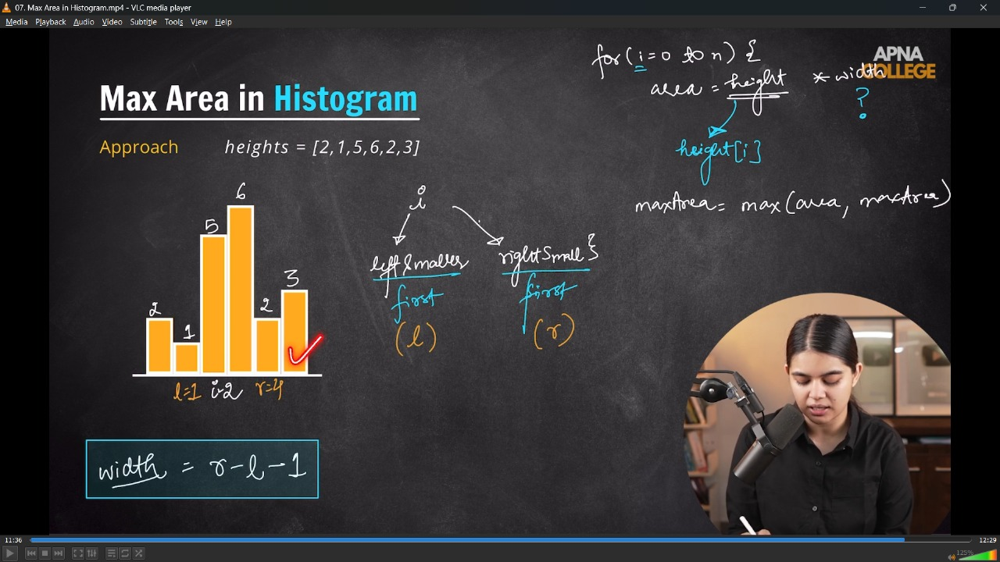 07. Max Area in Histogram.mp4 - VLC media player
Media Playback Audio Video Subtitle Tools View Help
for (i=0 to n) {
APNA
COLLEGE
area = height * width
?
height[i]
maxArea = max(area, maxArea)
}
Max Area in Histogram
Approach heights = [2,1,5,6,2,3]
2 1 5 6 2 3
l=1 i=2 r=4
i
leftSmaller rightSmall
first first
(l) (r)
width = r-l-1
11:36 12:29
125%